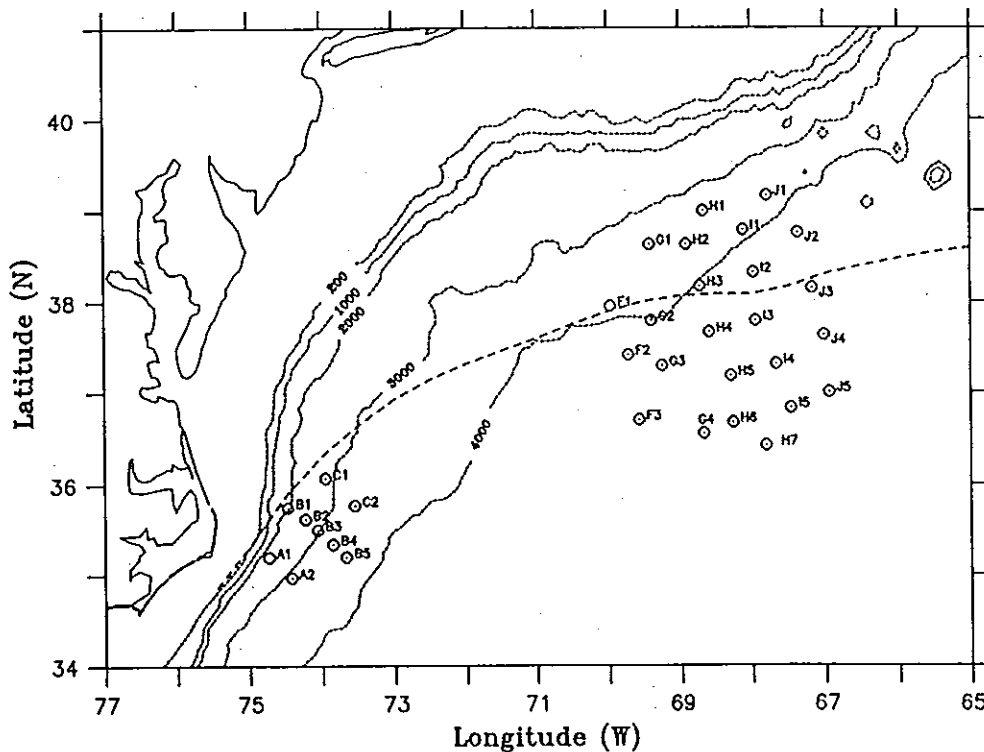 77 75 73 71 69 67 65
40
38
36
34
Latitude (N)
Longitude (W)
200
1000
2000
3000
4000
H1
J1
G1
H2
I1
J2
H3
I2
J3
E1
G2
H4
I3
J4
F2
G3
H5
I4
J5
F3
G4
H6
I5
H7
C1
B1
B2
C2
B3
B4
B5
A1
A2